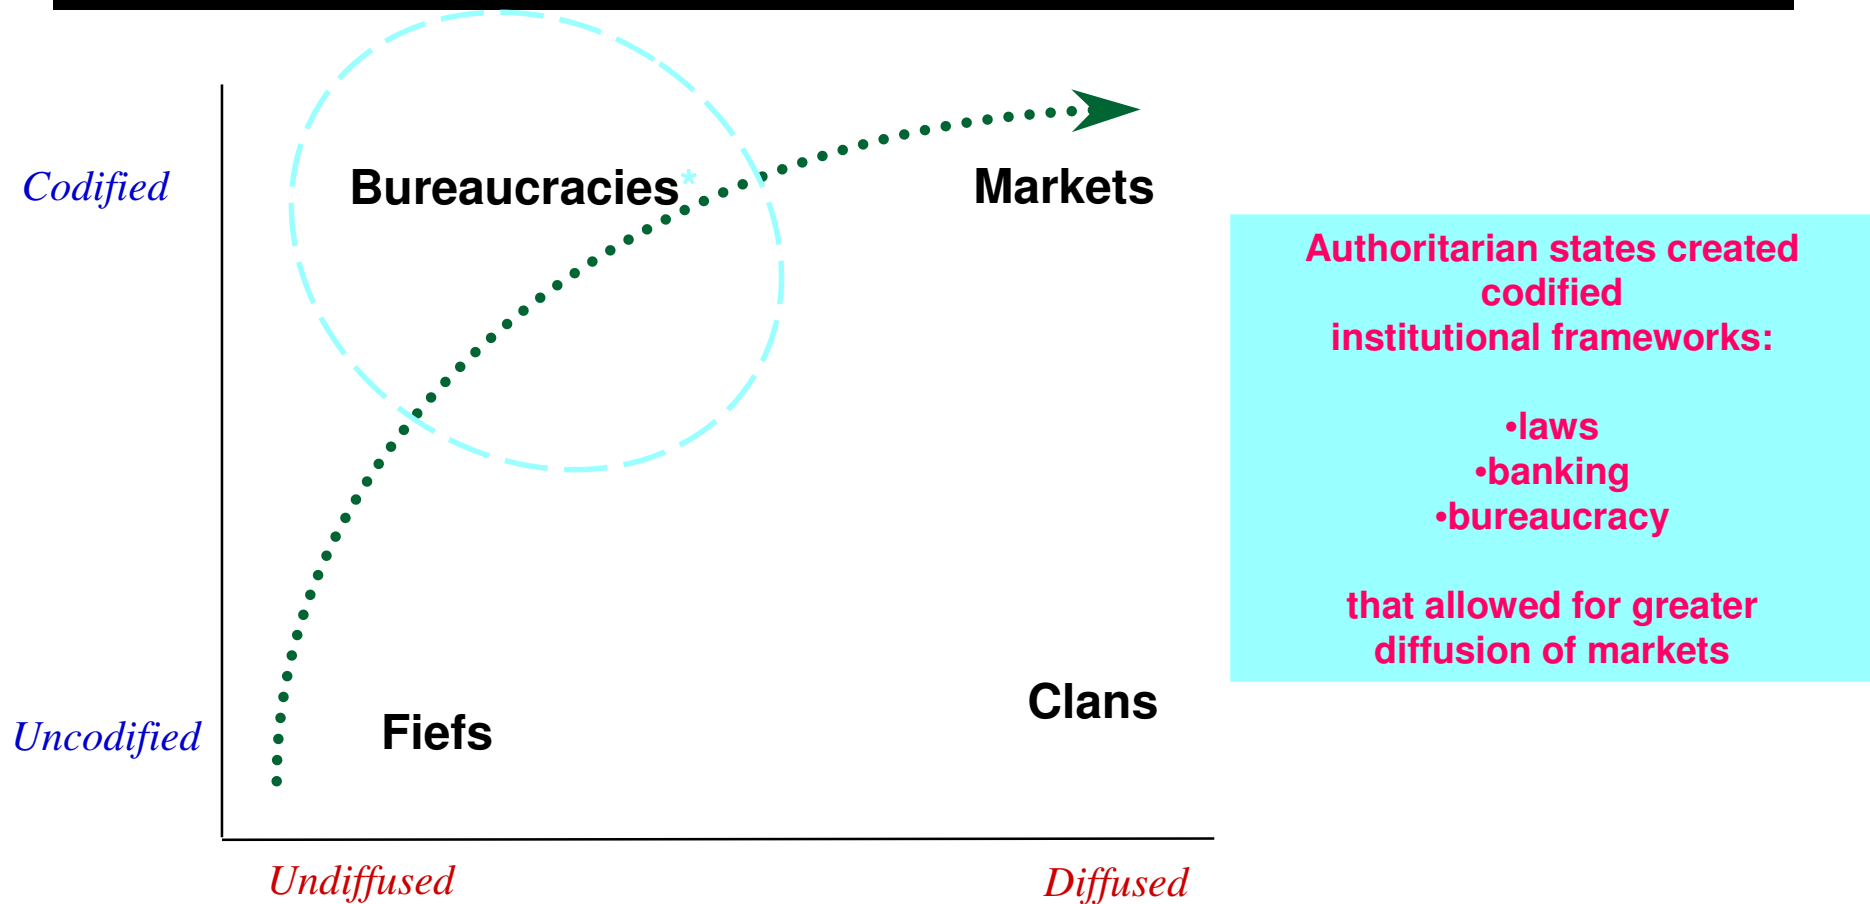 Codified
Bureaucracies*
Markets
Authoritarian states created
codified
institutional frameworks:
•laws
•banking
•bureaucracy
that allowed for greater
diffusion of markets
Uncodified
Fiefs
Clans
Undiffused
Diffused